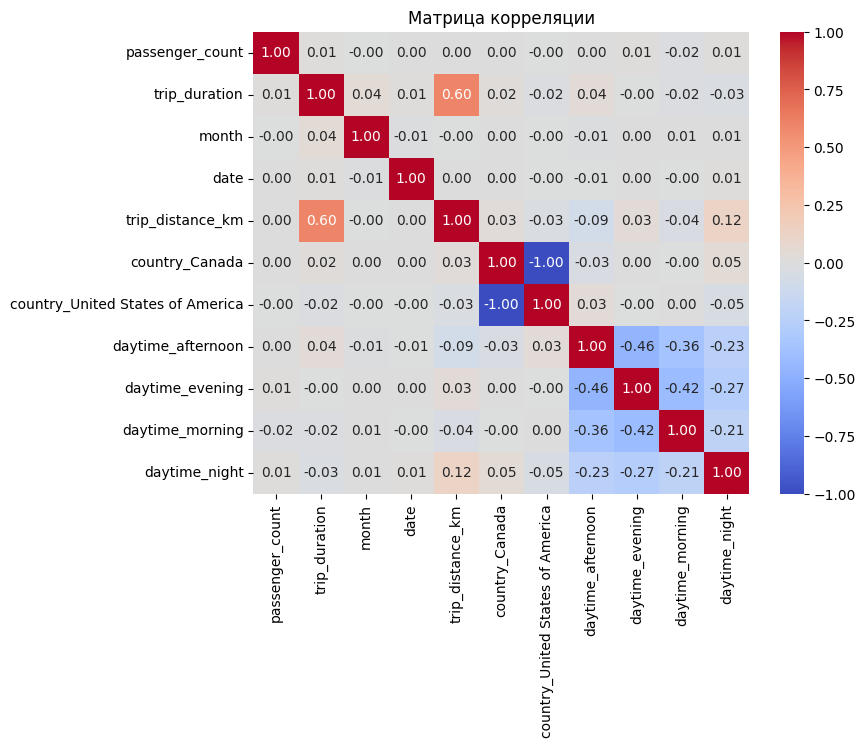 Матрица корреляции
passenger_count 1.00 0.01 -0.00 0.00 0.00 0.00 -0.00 0.00 0.01 -0.02 0.01
trip_duration 0.01 1.00 0.04 0.01 0.60 0.02 -0.02 0.04 -0.00 -0.02 -0.03
month -0.00 0.04 1.00 -0.01 -0.00 0.00 -0.00 -0.01 0.00 0.01 0.01
date 0.00 0.01 -0.01 1.00 0.00 0.00 -0.00 -0.01 0.00 -0.00 0.01
trip_distance_km 0.00 0.60 -0.00 0.00 1.00 0.03 -0.03 -0.09 0.03 -0.04 0.12
country_Canada 0.00 0.02 0.00 0.00 0.03 1.00 -1.00 -0.03 0.00 -0.00 0.05
country_United States of America -0.00 -0.02 -0.00 -0.00 -0.03 -1.00 1.00 0.03 -0.00 0.00 -0.05
daytime_afternoon 0.00 0.04 -0.01 -0.01 -0.09 -0.03 0.03 1.00 -0.46 -0.36 -0.23
daytime_evening 0.01 -0.00 0.00 0.00 0.03 0.00 -0.00 -0.46 1.00 -0.42 -0.27
daytime_morning -0.02 -0.02 0.01 -0.00 -0.04 -0.00 0.00 -0.36 -0.42 1.00 -0.21
daytime_night 0.01 -0.03 0.01 0.01 0.12 0.05 -0.05 -0.23 -0.27 -0.21 1.00
passenger_count
trip_duration
month
date
trip_distance_km
country_Canada
country_United States of America
daytime_afternoon
daytime_evening
daytime_morning
daytime_night
1.00
0.75
0.50
0.25
0.00
−0.25
−0.50
−0.75
−1.00